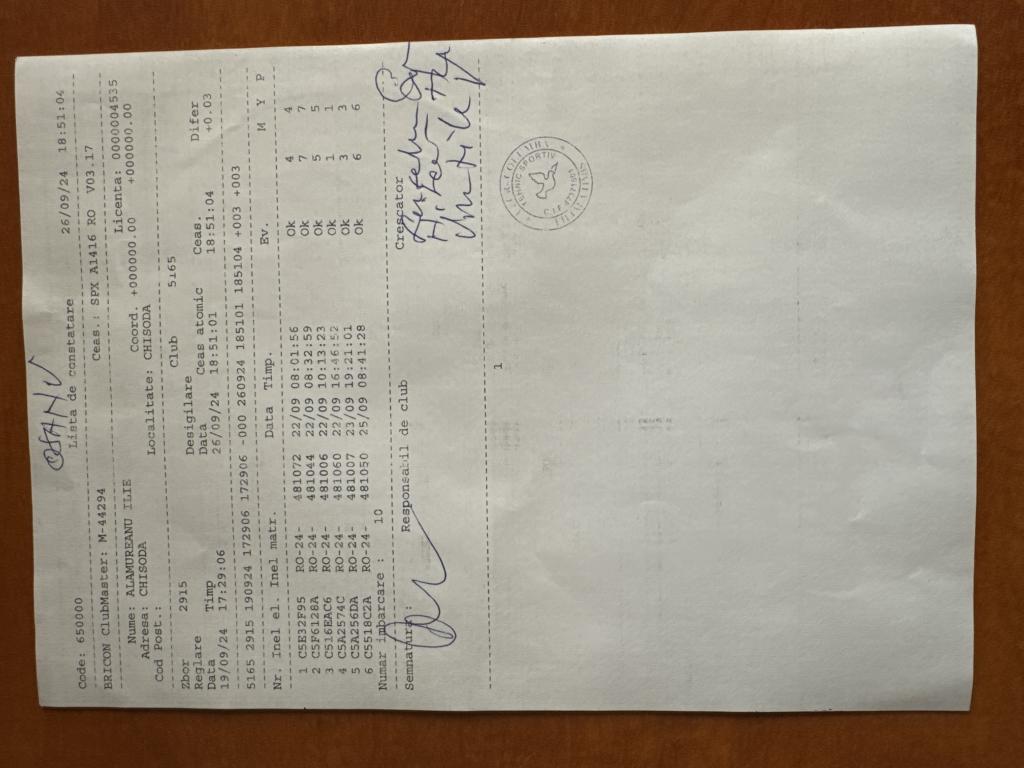 OSANU
Lista de constatare 26/09/24 18:51:04
Code: 650000
BRICON ClubMaster: M-44294 Ceas.: SPX A1416 RO V03.17
Nume: ALAMUREANU ILIE Licenta: 0000004535
Adresa: CHISODA Coord. +000000.00 +000000.00
Cod Post.: Localitate: CHISODA
Zbor 2915 Club 5165
Reglare Desigilare
Data Timp Data Ceas atomic Ceas. Difer
19/09/24 17:29:06 26/09/24 18:51:01 18:51:04 +0.03
5165 2915 190924 172906 172906 -000 260924 185101 185104 +003 +003
Nr. Inel el. Inel matr. Data Timp. Ev. M Y P
1 C5E32F95 RO-24- 481072 22/09 08:01:56 Ok 4 4
2 C5F6128A RO-24- 481044 22/09 08:32:59 Ok 7 7
3 C516EAC6 RO-24- 481006 22/09 10:13:23 Ok 5 5
4 C5A2574C RO-24- 481060 22/09 16:46:52 Ok 1 1
5 C5A256DA RO-24- 481007 23/09 19:21:01 Ok 3 3
6 C5518C2A RO-24- 481050 25/09 08:41:28 Ok 6 6
Numar imbarcare : 10
Semnatura: Responsabil de club Crescator
COLUMBA
TEHNIC SPORTIV
1